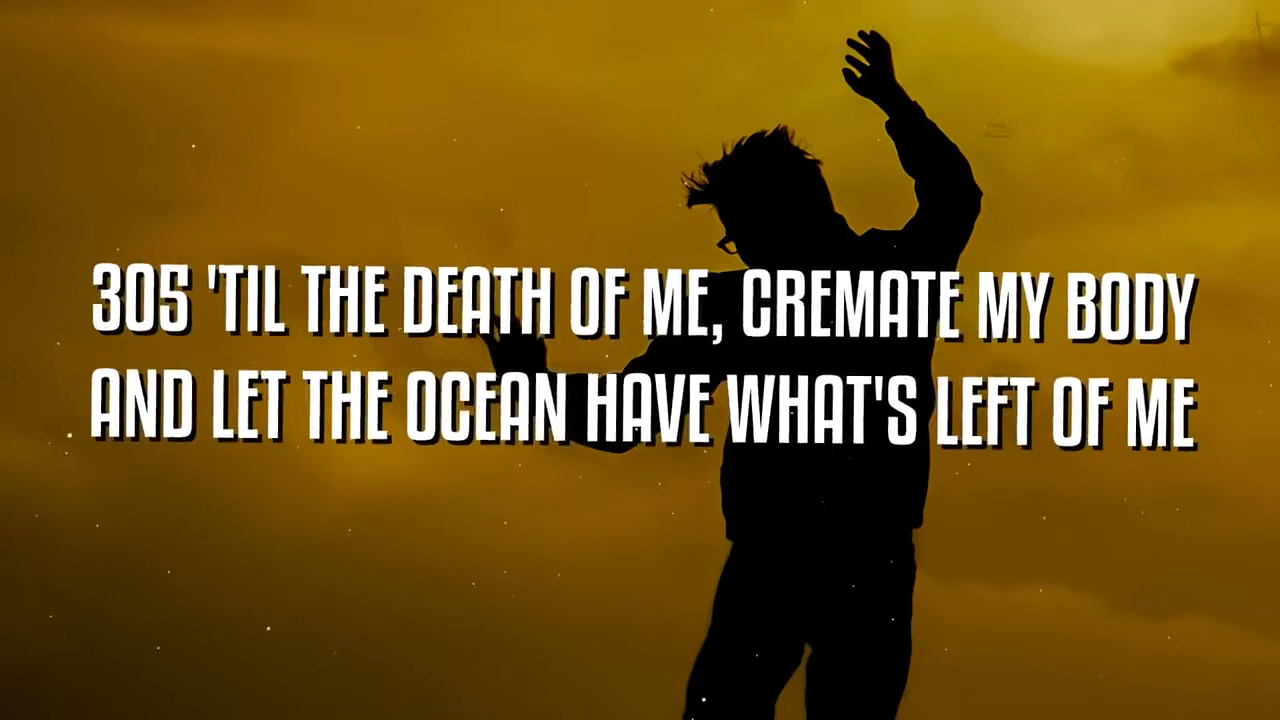 305 'TIL THE DEATH OF ME, CREMATE MY BODY
AND LET THE OCEAN HAVE WHAT'S LEFT OF ME